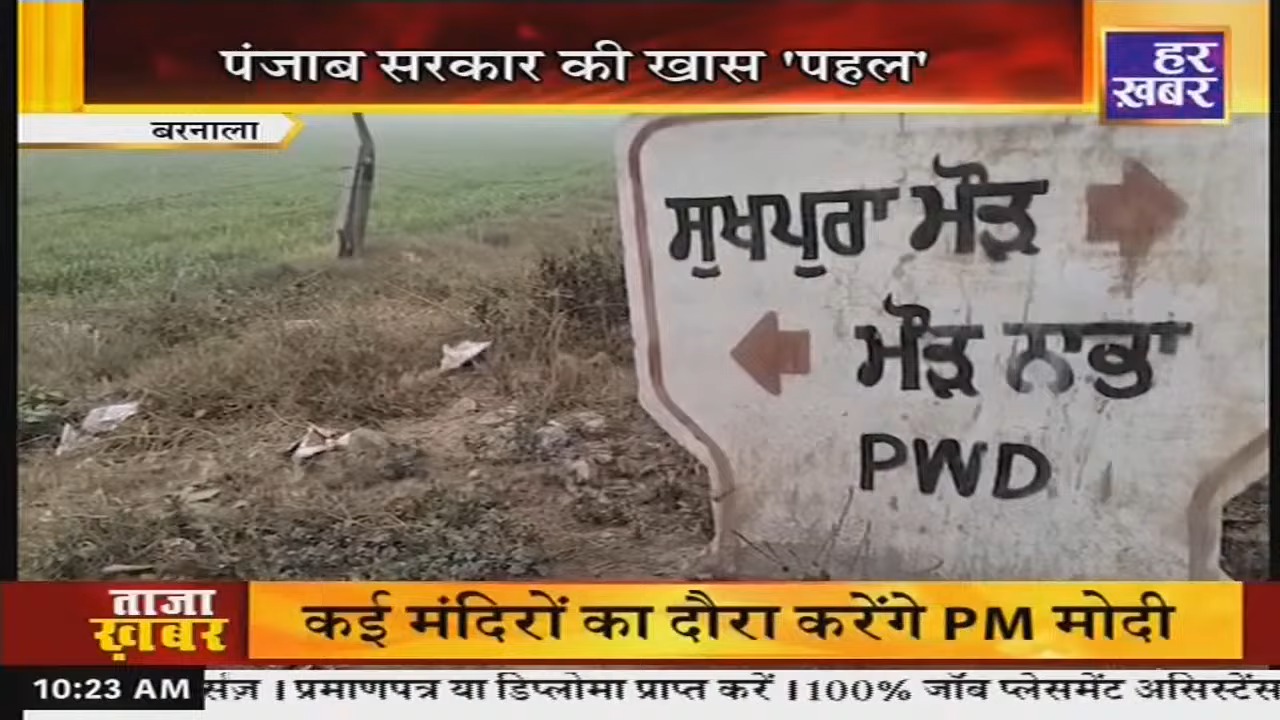 पंजाब सरकार की खास 'पहल'
हर
ख़बर
बरनाला
ਸੁਖਪੁਰਾ ਮੌੜ
ਮੌੜ ਨਾਭਾ
PWD
ताजा
ख़बर
कई मंदिरों का दौरा करेंगे PM मोदी
10:23 AM
र्सज़ । प्रमाणपत्र या डिप्लोमा प्राप्त करें । 100% जॉब प्लेसमेंट असिस्टेंस